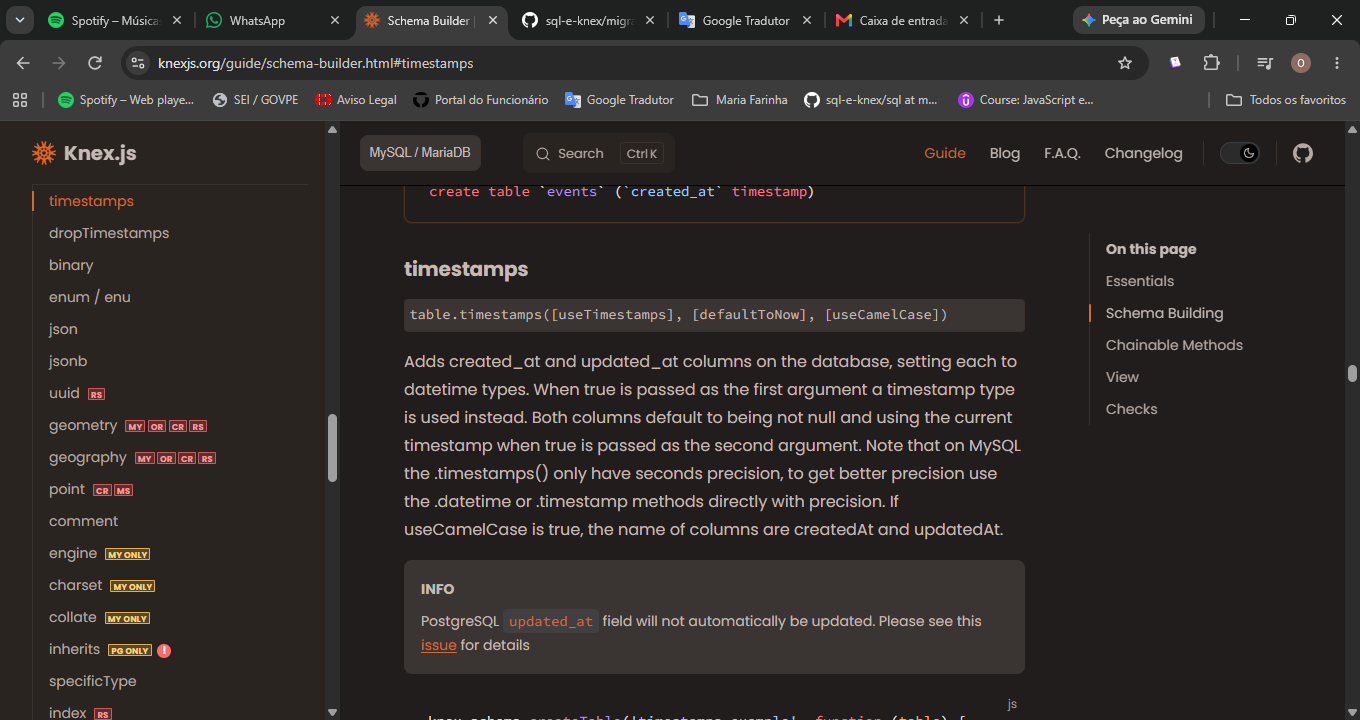 Spotify – Música
WhatsApp
Schema Builder |
sql-e-knex/migra
Google Tradutor
Caixa de entrada
Peça ao Gemini
knexjs.org/guide/schema-builder.html#timestamps
O
Spotify – Web playe...
SEI / GOVPE
Aviso Legal
Portal do Funcionário
Google Tradutor
Maria Farinha
sql-e-knex/sql at m...
Course: JavaScript e...
Todos os favoritos
Knex.js
MySQL / MariaDB
Search
Ctrl K
Guide
Blog
F.A.Q.
Changelog
timestamps
dropTimestamps
binary
enum / enu
json
jsonb
uuid RS
geometry MY OR CR RS
geography MY OR CR RS
point CR MS
comment
engine MY ONLY
charset MY ONLY
collate MY ONLY
inherits PG ONLY !
specificType
index RS
create table `events` (`created_at` timestamp)
timestamps
table.timestamps([useTimestamps], [defaultToNow], [useCamelCase])
Adds created_at and updated_at columns on the database, setting each to
datetime types. When true is passed as the first argument a timestamp type
is used instead. Both columns default to being not null and using the current
timestamp when true is passed as the second argument. Note that on MySQL
the .timestamps() only have seconds precision, to get better precision use
the .datetime or .timestamp methods directly with precision. If
useCamelCase is true, the name of columns are createdAt and updatedAt.
INFO
PostgreSQL updated_at field will not automatically be updated. Please see this
issue for details
js
knex.schema.createTable('timestamps_example', function (table) {
On this page
Essentials
Schema Building
Chainable Methods
View
Checks